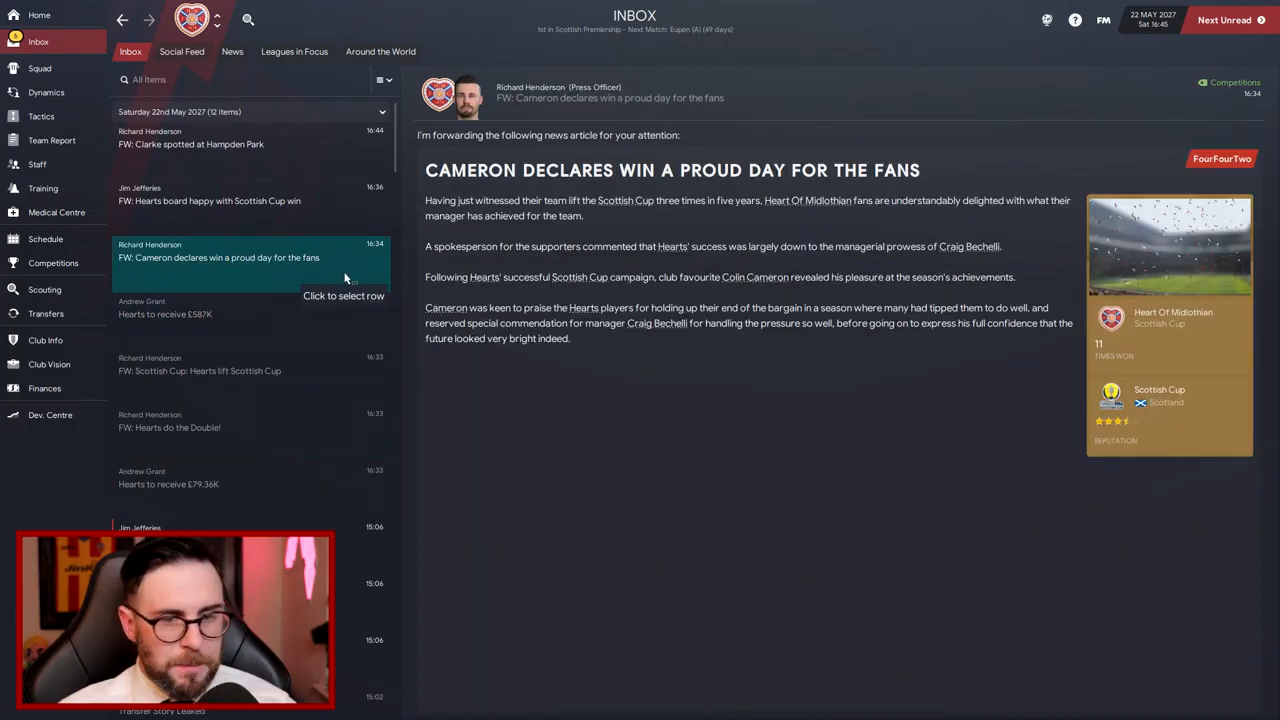 Home
Inbox
5
Squad
Dynamics
Tactics
Team Report
Staff
Training
Medical Centre
Schedule
Competitions
Scouting
Transfers
Club Info
Club Vision
Finances
Dev. Centre
INBOX
1st in Scottish Premiership - Next Match: Eupen (A) (49 days)
FM
22 MAY 2027
Sat 16:45
Next Unread
Inbox
Social Feed
News
Leagues in Focus
Around the World
All Items
Saturday 22nd May 2027 (12 items)
Richard Henderson
16:44
FW: Clarke spotted at Hampden Park
Jim Jefferies
16:36
FW: Hearts board happy with Scottish Cup win
Richard Henderson
16:34
FW: Cameron declares win a proud day for the fans
Click to select row
Andrew Grant
Hearts to receive £587K
Richard Henderson
16:33
FW: Scottish Cup: Hearts lift Scottish Cup
Richard Henderson
16:33
FW: Hearts do the Double!
Andrew Grant
16:33
Hearts to receive £79.36K
Jim Jefferies
15:06
15:06
15:06
15:02
Transfer Story Leaked
Richard Henderson (Press Officer)
FW: Cameron declares a proud day for the fans
Competitions
16:34
I'm forwarding the following news article for your attention:
CAMERON DECLARES WIN A PROUD DAY FOR THE FANS
FourFourTwo
Having just witnessed their team lift the Scottish Cup three times in five years, Heart Of Midlothian fans are understandably delighted with what their
manager has achieved for the team.
A spokesperson for the supporters commented that Hearts' success was largely down to the managerial prowess of Craig Bechelli.
Following Hearts' successful Scottish Cup campaign, club favourite Colin Cameron revealed his pleasure at the season's achievements.
Cameron was keen to praise the Hearts players for holding up their end of the bargain in a season where many had tipped them to do well, and
reserved special commendation for manager Craig Bechelli for handling the pressure so well, before going on to express his full confidence that the
future looked very bright indeed.
Heart Of Midlothian
Scottish Cup
11
TIMES WON
Scottish Cup
Scotland
REPUTATION